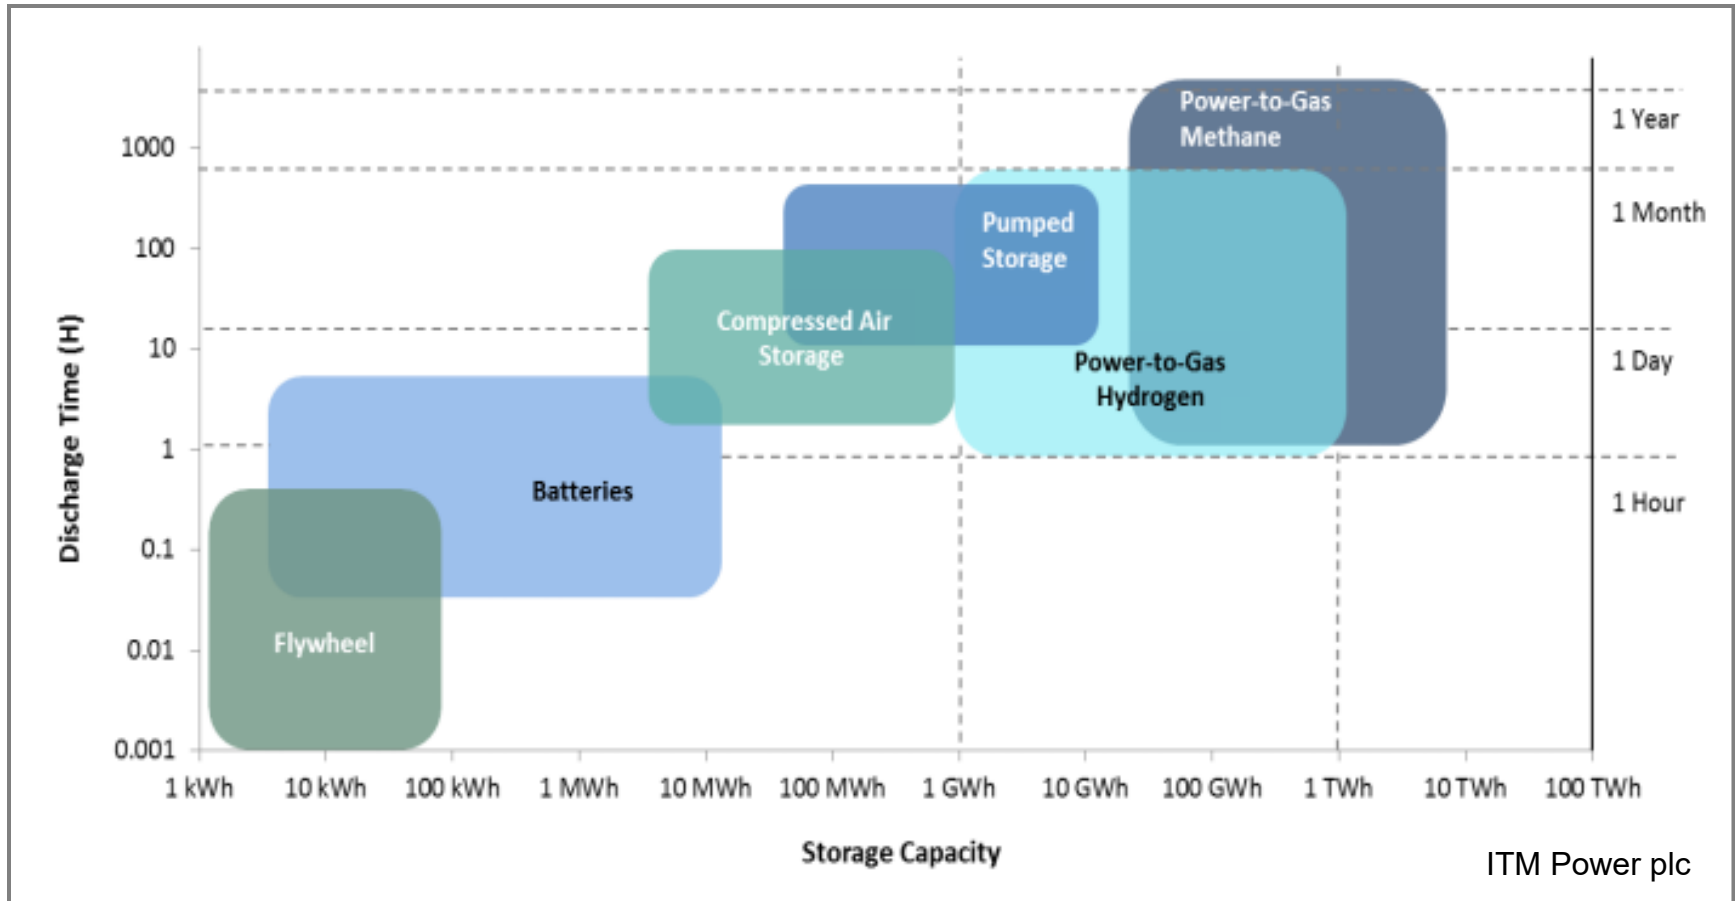 Power-to-Gas
Methane
1 Year
1000
1 Month
Pumped
Storage
100
Compressed Air
Storage
10
Power-to-Gas
Hydrogen
1 Day
Discharge Time (H)
1
Batteries
1 Hour
0.1
Flywheel
0.01
0.001
1 kWh 10 kWh 100 kWh 1 MWh 10 MWh 100 MWh 1 GWh 10 GWh 100 GWh 1 TWh 10 TWh 100 TWh
Storage Capacity
ITM Power plc